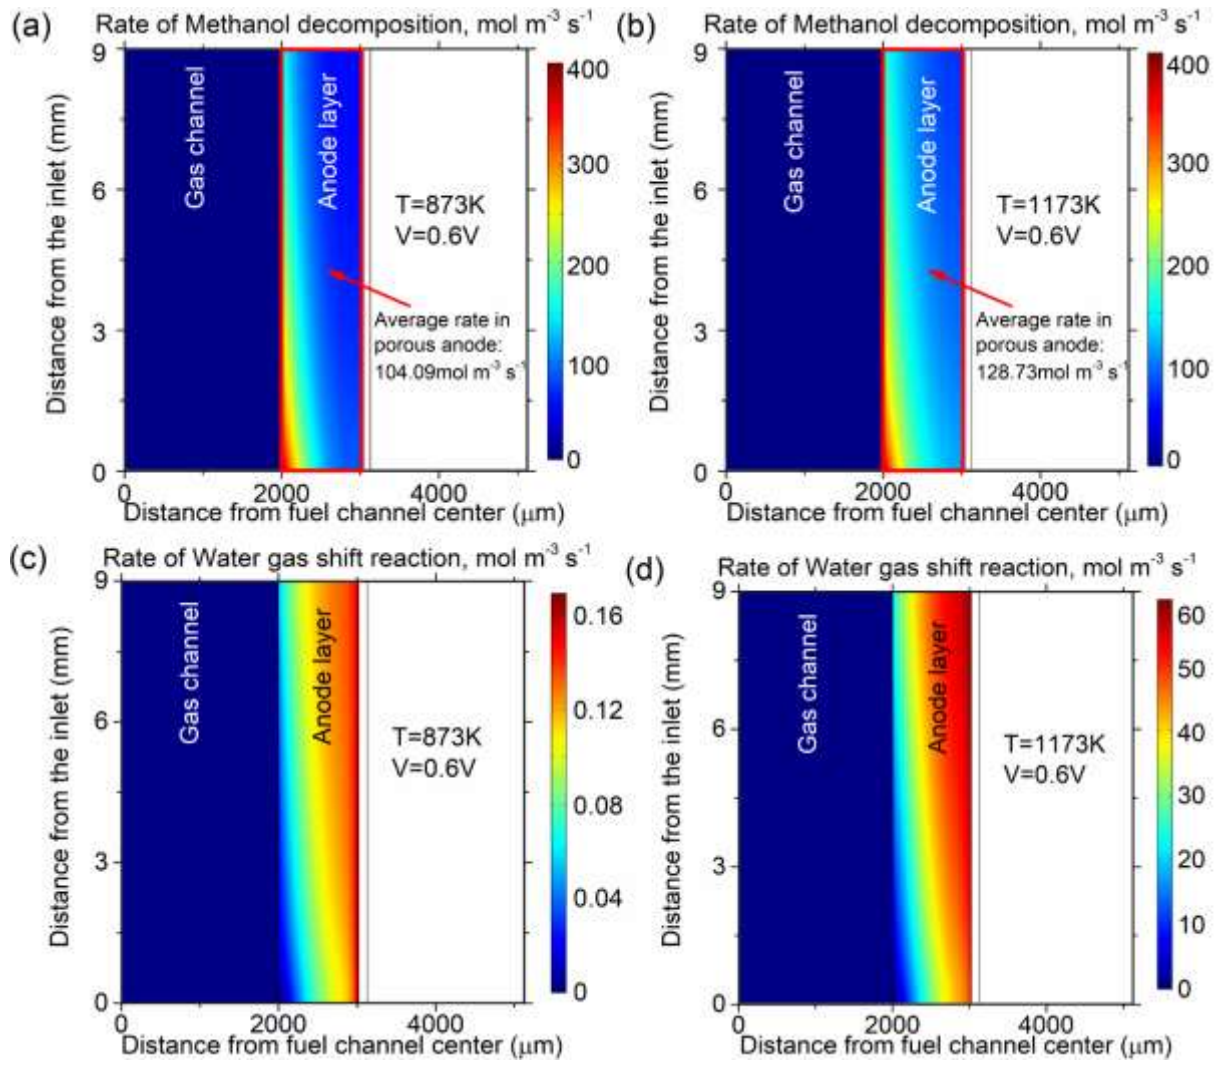 (a)
Rate of Methanol decomposition, mol m⁻³ s⁻¹
Distance from the inlet (mm)
9
6
3
0
Gas channel
Anode layer
T=873K
V=0.6V
Average rate in
porous anode:
104.09mol m⁻³ s⁻¹
400
300
200
100
0
0 2000 4000
Distance from fuel channel center (μm)
(b)
Rate of Methanol decomposition, mol m⁻³ s⁻¹
Distance from the inlet (mm)
9
6
3
0
Gas channel
Anode layer
T=1173K
V=0.6V
Average rate in
porous anode:
128.73mol m⁻³ s⁻¹
400
300
200
100
0
0 2000 4000
Distance from fuel channel center (μm)
(c)
Rate of Water gas shift reaction, mol m⁻³ s⁻¹
Distance from the inlet (mm)
9
6
3
0
Gas channel
Anode layer
T=873K
V=0.6V
0.16
0.12
0.08
0.04
0
0 2000 4000
Distance from fuel channel center (μm)
(d)
Rate of Water gas shift reaction, mol m⁻³ s⁻¹
Distance from the inlet (mm)
9
6
3
0
Gas channel
Anode layer
T=1173K
V=0.6V
60
50
40
30
20
10
0
0 2000 4000
Distance from fuel channel center (μm)